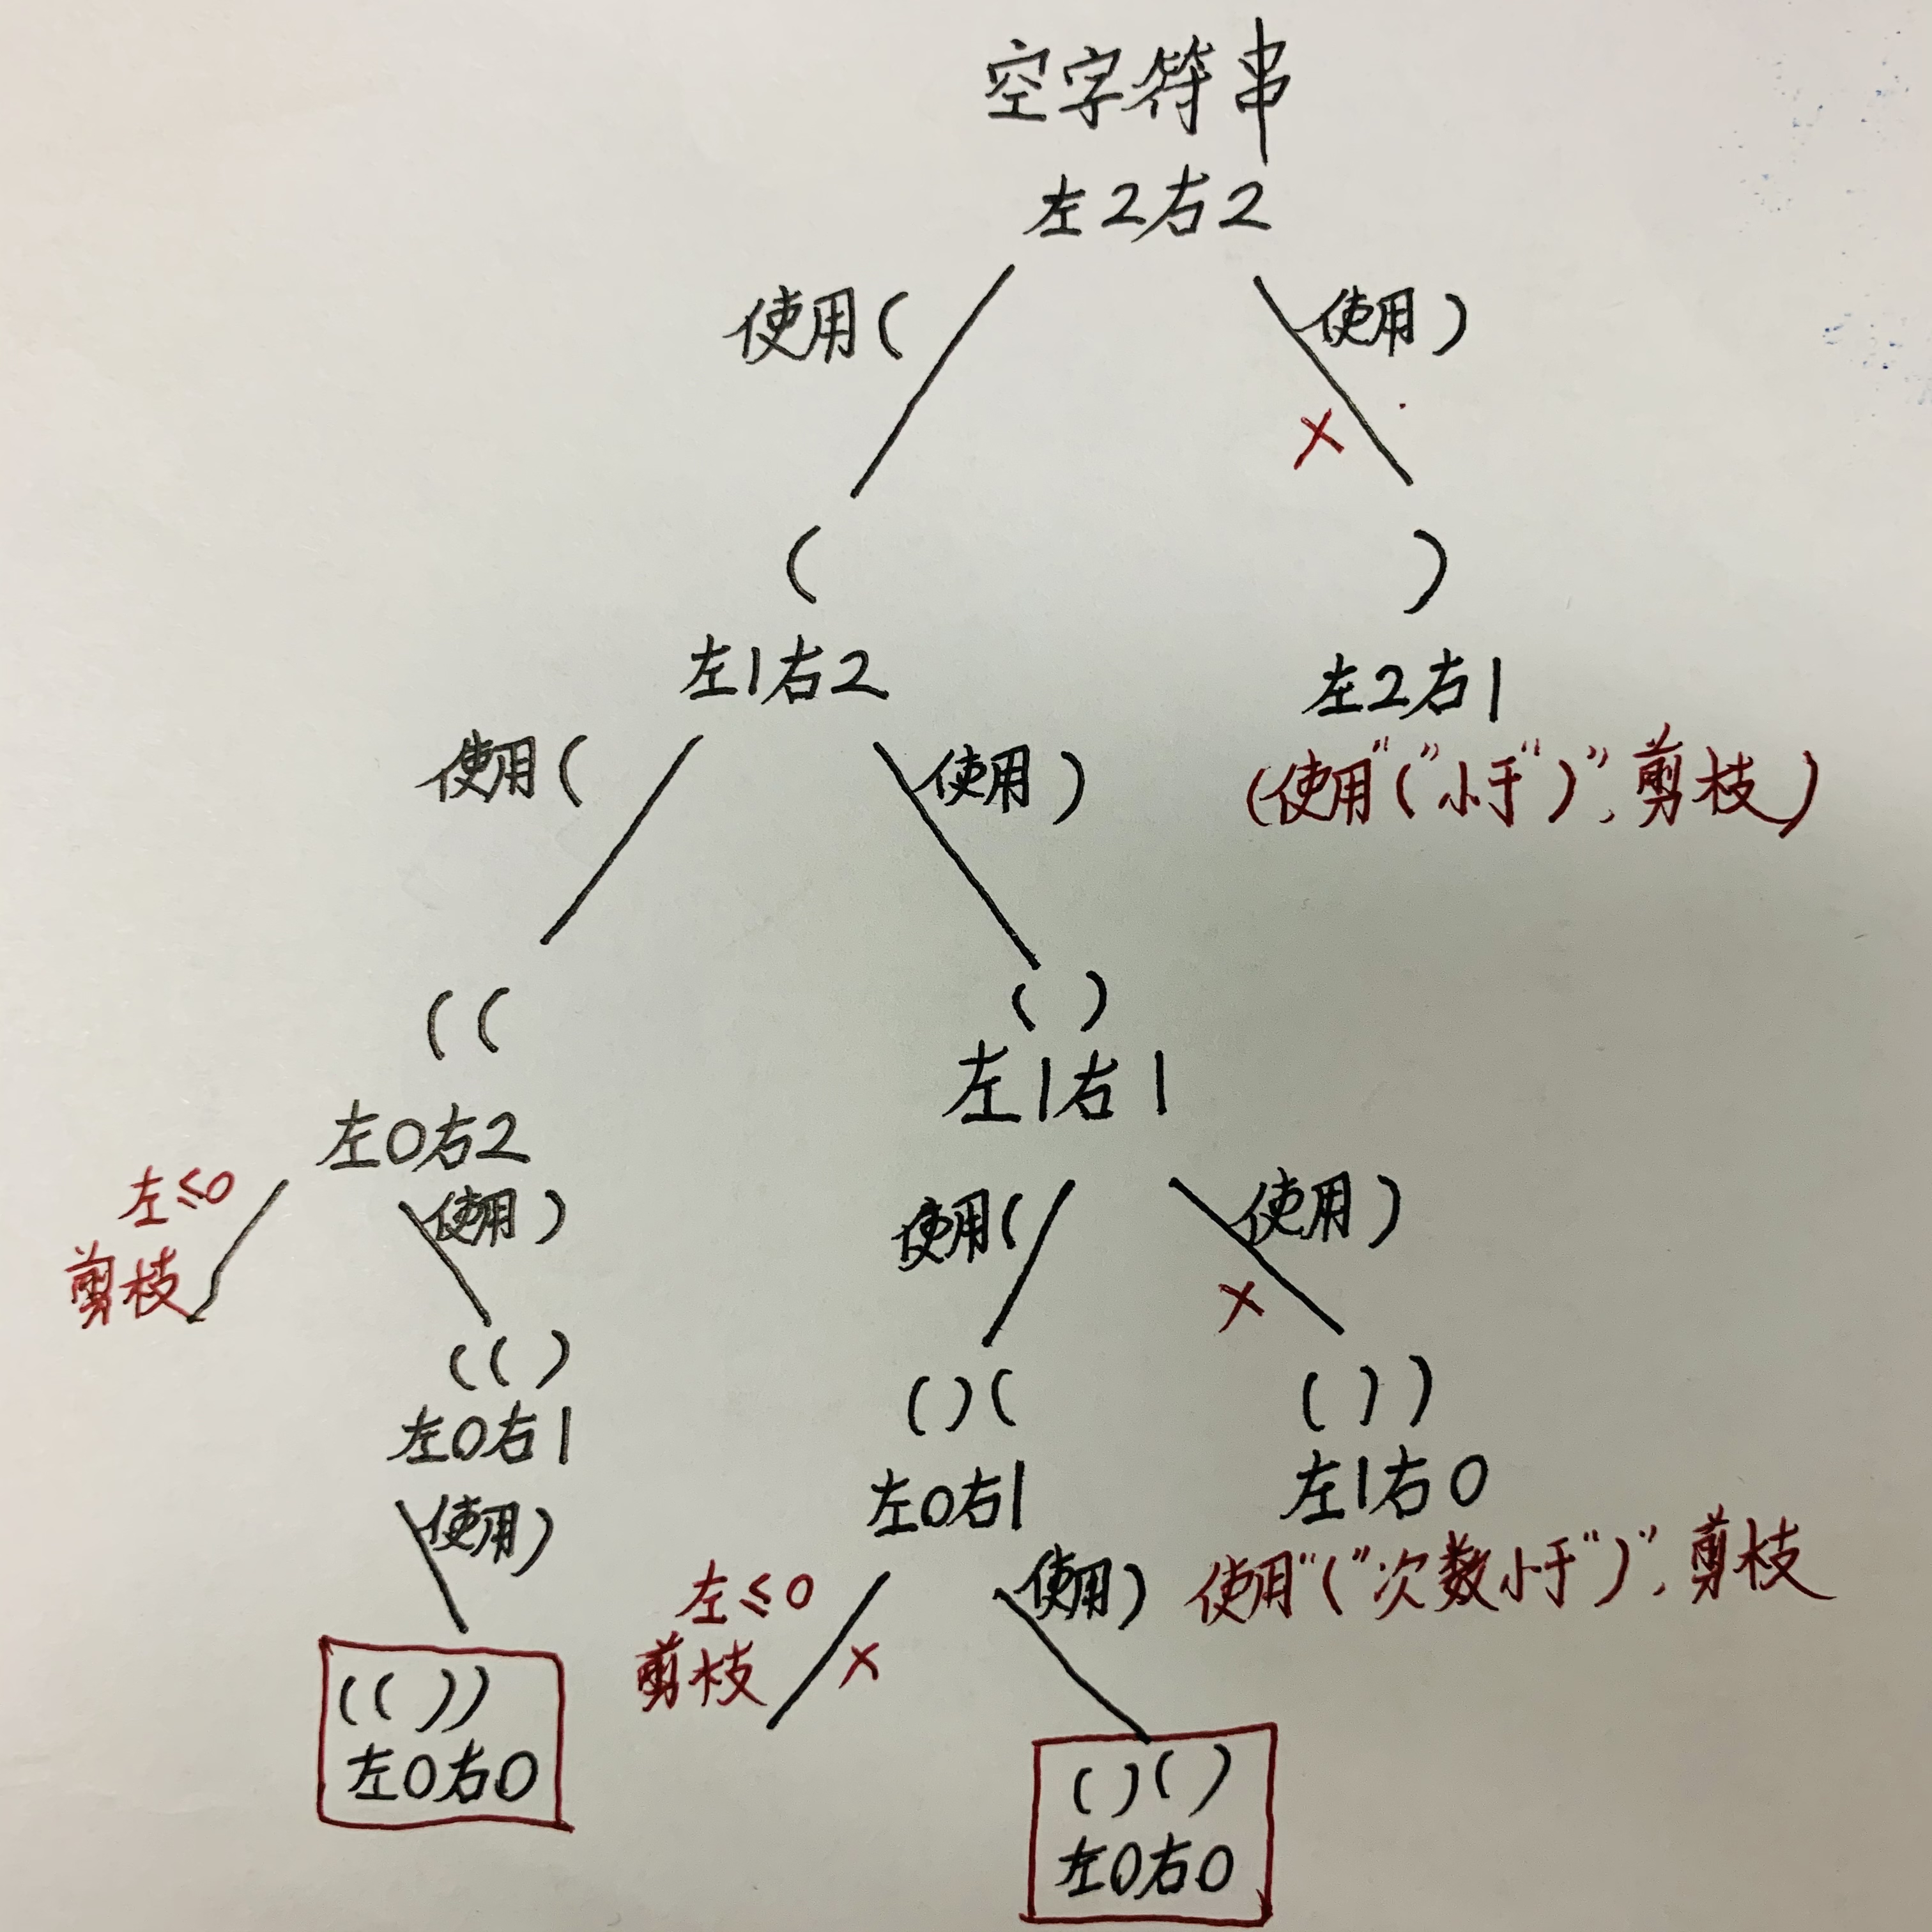 空字符串
左2右2
使用(
使用)
(
)
左1右2
左2右1
(使用"("小于")",剪枝)
使用(
使用)
((
()
左0右2
左1右1
左≤0
剪枝
使用)
使用(
使用)
(()
()(
())
左0右1
左0右1
左1右0
使用"("次数小于")",剪枝
使用)
左≤0
剪枝
使用)
(())
左0右0
()()
左0右0